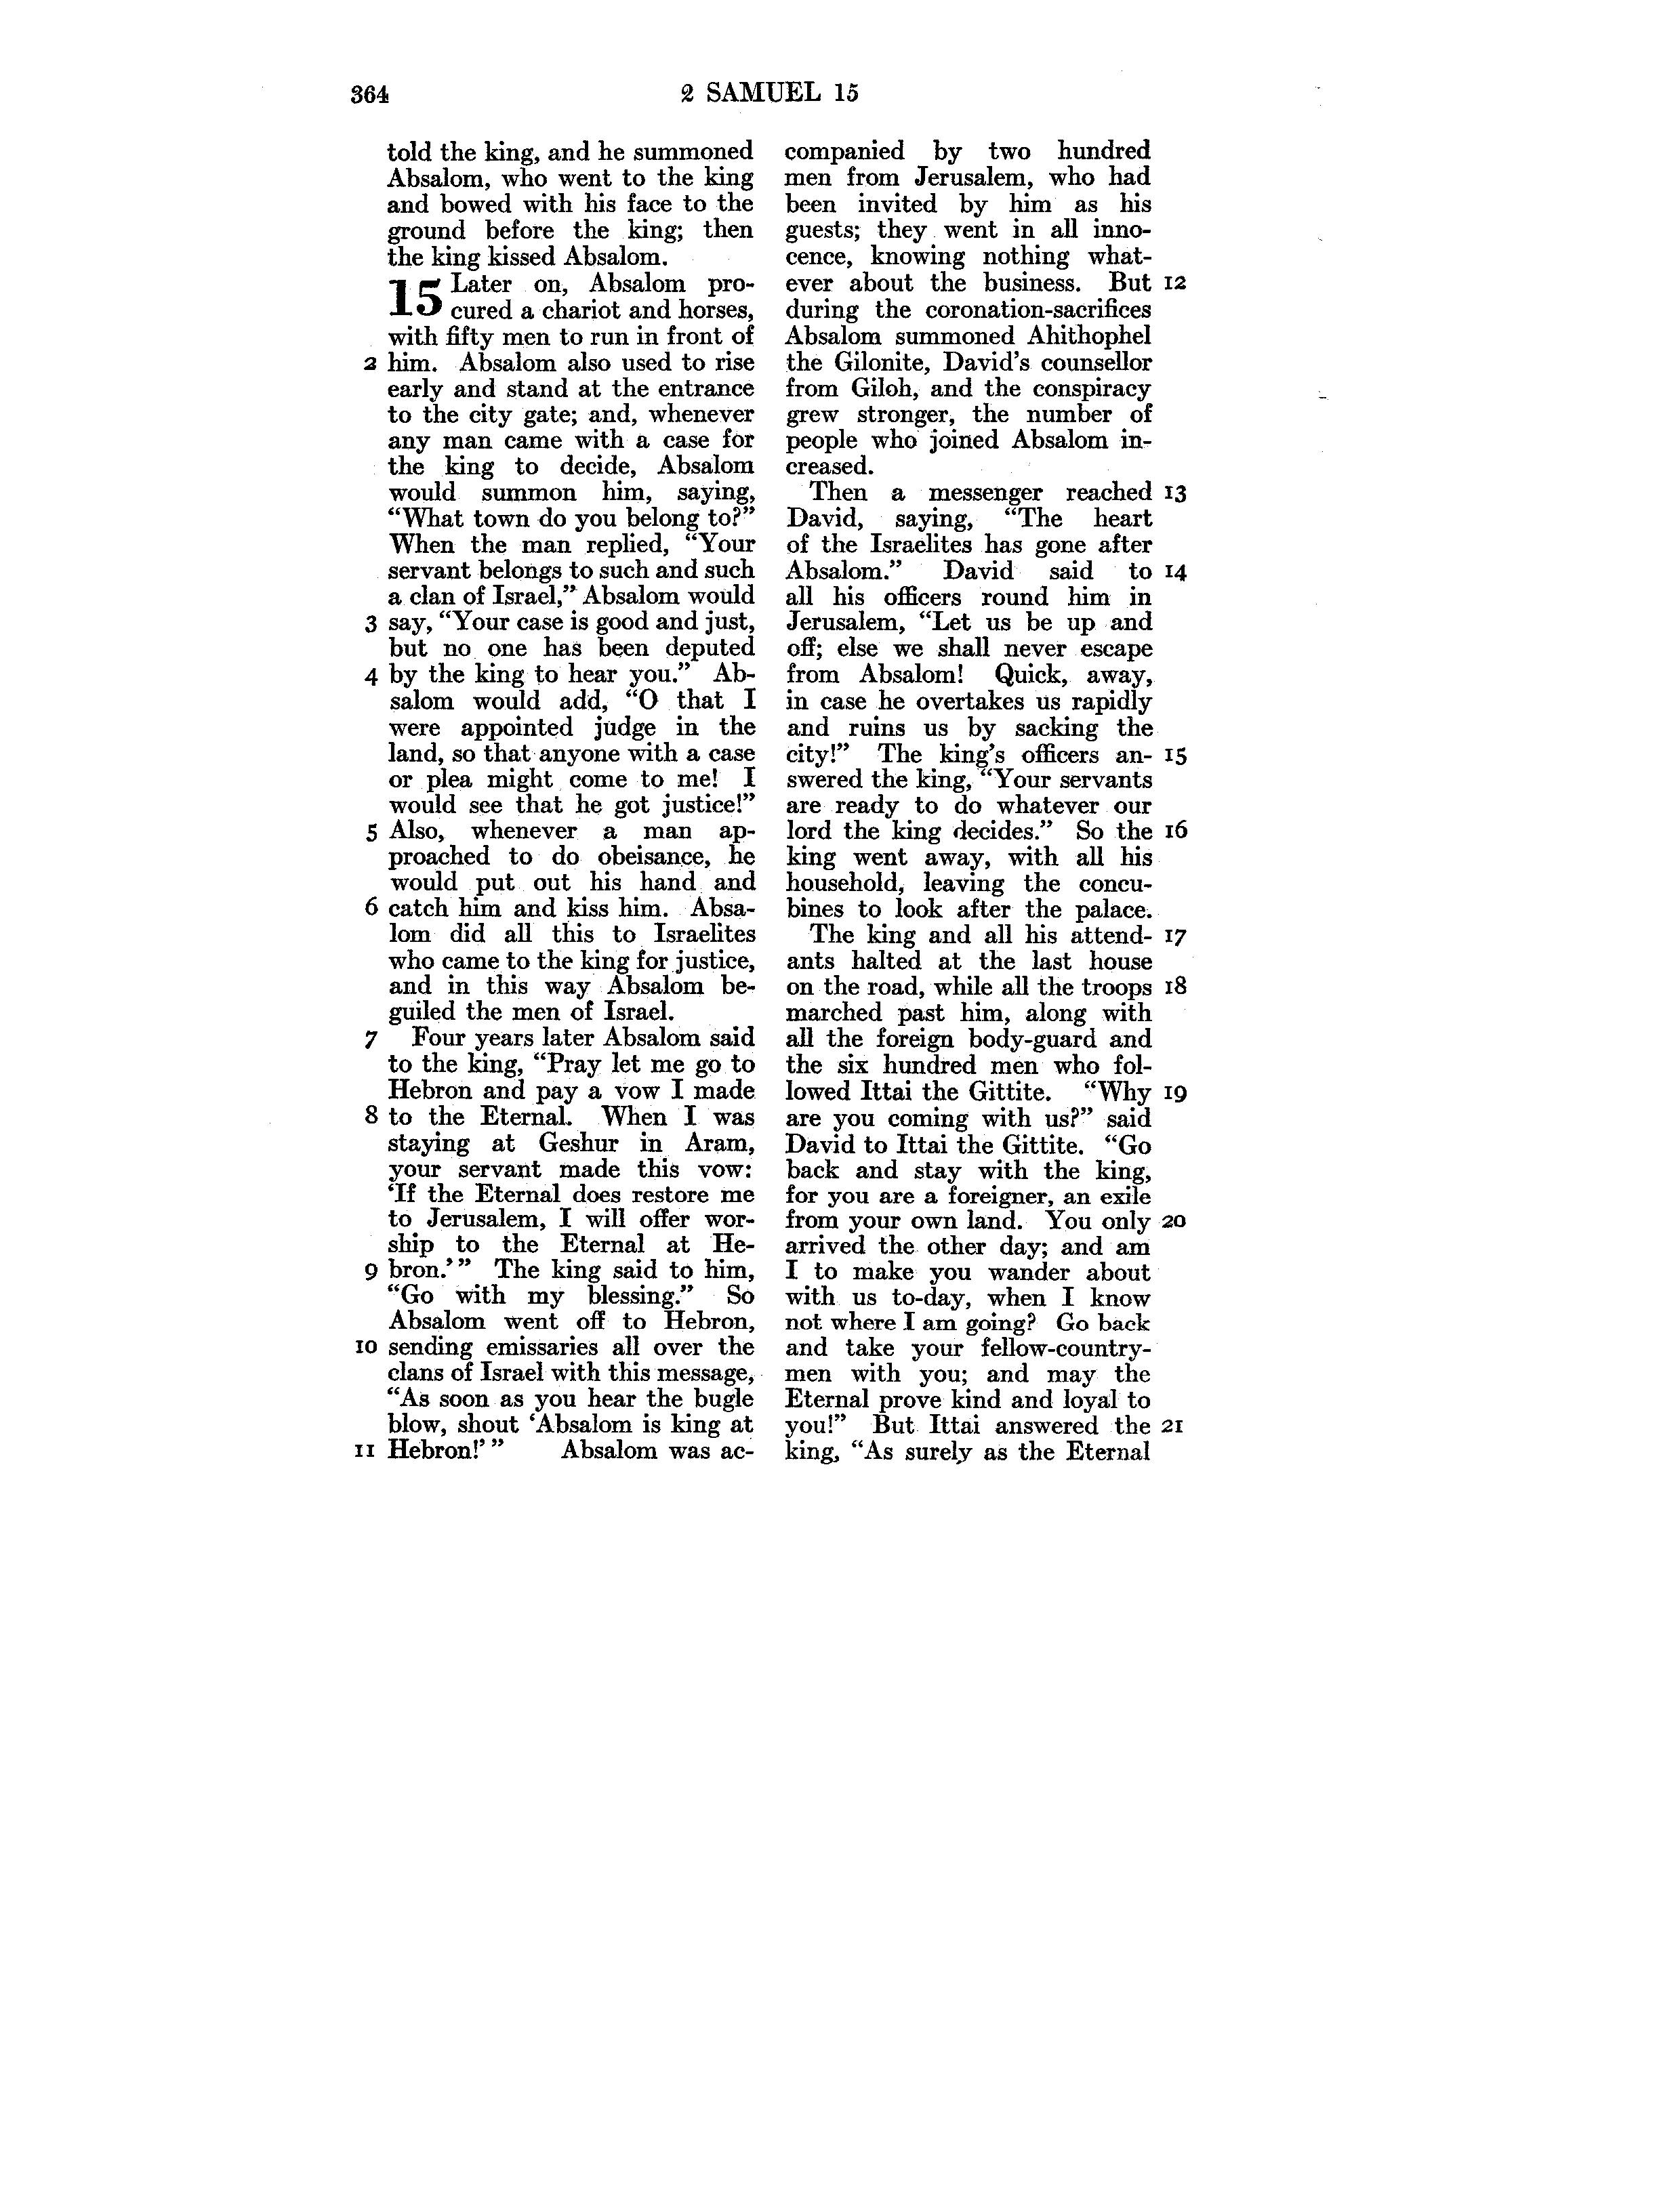 364
2 SAMUEL 15
told the king, and he summoned
Absalom, who went to the king
and bowed with his face to the
ground before the king; then
the king kissed Absalom.
15 Later on, Absalom pro-
cured a chariot and horses,
with fifty men to run in front of
2 him. Absalom also used to rise
early and stand at the entrance
to the city gate; and, whenever
any man came with a case for
the king to decide, Absalom
would summon him, saying,
“What town do you belong to?”
When the man replied, “Your
servant belongs to such and such
a clan of Israel,” Absalom would
3 say, “Your case is good and just,
but no one has been deputed
4 by the king to hear you.” Ab-
salom would add, “O that I
were appointed judge in the
land, so that anyone with a case
or plea might come to me! I
would see that he got justice!”
5 Also, whenever a man ap-
proached to do obeisance, he
would put out his hand and
6 catch him and kiss him. Absa-
lom did all this to Israelites
who came to the king for justice,
and in this way Absalom be-
guiled the men of Israel.
7 Four years later Absalom said
to the king, “Pray let me go to
Hebron and pay a vow I made
8 to the Eternal. When I was
staying at Geshur in Aram,
your servant made this vow:
‘If the Eternal does restore me
to Jerusalem, I will offer wor-
ship to the Eternal at He-
9 bron.’” The king said to him,
“Go with my blessing.” So
Absalom went off to Hebron,
10 sending emissaries all over the
clans of Israel with this message,
“As soon as you hear the bugle
blow, shout ‘Absalom is king at
11 Hebron!’” Absalom was ac-
companied by two hundred
men from Jerusalem, who had
been invited by him as his
guests; they went in all inno-
cence, knowing nothing what-
ever about the business. But 12
during the coronation-sacrifices
Absalom summoned Ahithophel
the Gilonite, David’s counsellor
from Giloh, and the conspiracy
grew stronger, the number of
people who joined Absalom in-
creased.
Then a messenger reached 13
David, saying, “The heart
of the Israelites has gone after
Absalom.” David said to 14
all his officers round him in
Jerusalem, “Let us be up and
off; else we shall never escape
from Absalom! Quick, away,
in case he overtakes us rapidly
and ruins us by sacking the
city!” The king’s officers an- 15
swered the king, “Your servants
are ready to do whatever our
lord the king decides.” So the 16
king went away, with all his
household, leaving the concu-
bines to look after the palace.
The king and all his attend- 17
ants halted at the last house
on the road, while all the troops 18
marched past him, along with
all the foreign body-guard and
the six hundred men who fol-
lowed Ittai the Gittite. “Why 19
are you coming with us?” said
David to Ittai the Gittite. “Go
back and stay with the king,
for you are a foreigner, an exile
from your own land. You only 20
arrived the other day; and am
I to make you wander about
with us to-day, when I know
not where I am going? Go back
and take your fellow-country-
men with you; and may the
Eternal prove kind and loyal to
you!” But Ittai answered the 21
king, “As surely as the Eternal